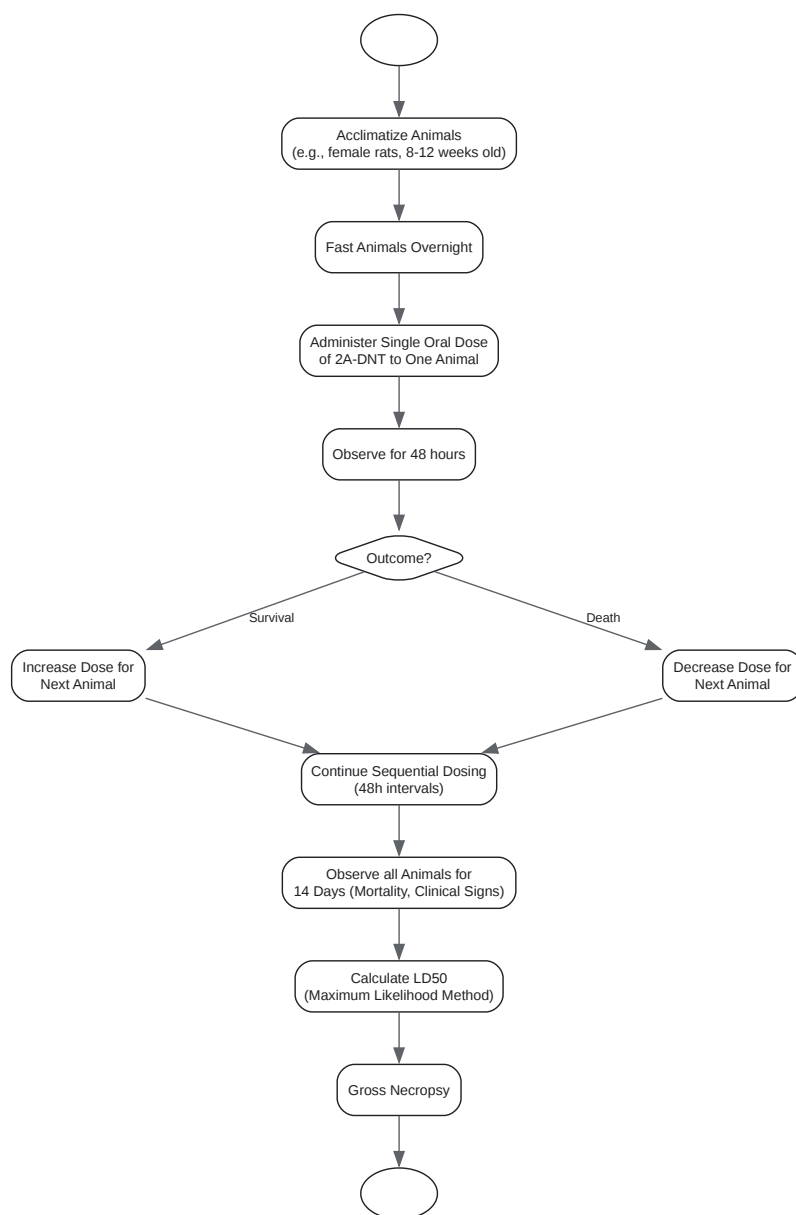 Acclimatize Animals
(e.g., female rats, 8-12 weeks old)
Fast Animals Overnight
Administer Single Oral Dose
of 2A-DNT to One Animal
Observe for 48 hours
Outcome?
Survival
Death
Increase Dose for
Next Animal
Decrease Dose for
Next Animal
Continue Sequential Dosing
(48h intervals)
Observe all Animals for
14 Days (Mortality, Clinical Signs)
Calculate LD50
(Maximum Likelihood Method)
Gross Necropsy